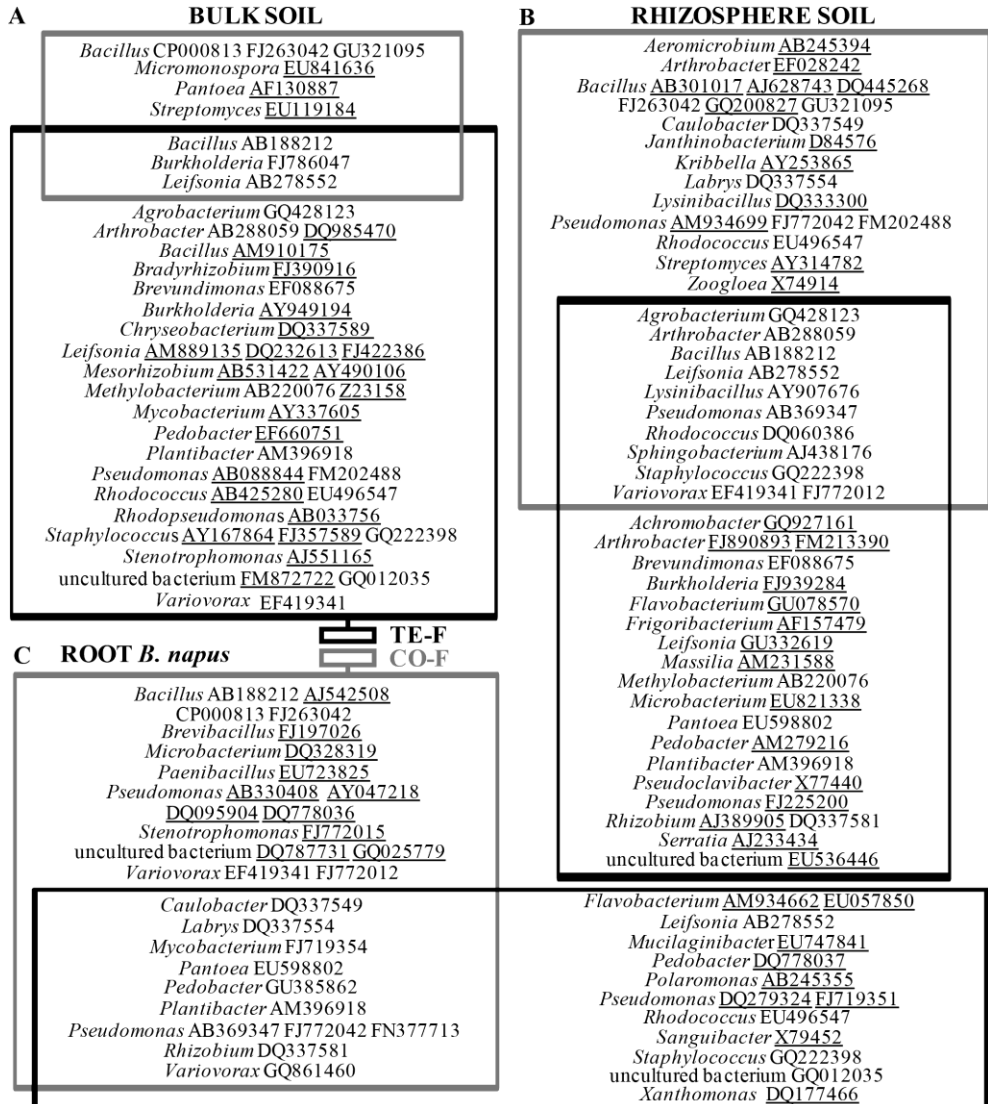 A
BULK SOIL
Bacillus CP000813 FJ263042 GU321095
Micromonospora EU841636
Pantoea AF130887
Streptomyces EU119184
Bacillus AB188212
Burkholderia FJ786047
Leifsonia AB278552
Agrobacterium GQ428123
Arthrobacter AB288059 DQ985470
Bacillus AM910175
Bradyrhizobium FJ390916
Brevundimonas EF088675
Burkholderia AY949194
Chryseobacterium DQ337589
Leifsonia AM889135 DQ232613 FJ422386
Mesorhizobium AB531422 AY490106
Methylobacterium AB220076 Z23158
Mycobacterium AY337605
Pedobacter EF660751
Plantibacter AM396918
Pseudomonas AB088844 FM202488
Rhodococcus AB425280 EU496547
Rhodopseudomonas AB033756
Staphylococcus AY167864 FJ357589 GQ222398
Stenotrophomonas AJ551165
uncultured bacterium FM872722 GQ012035
Variovorax EF419341
TE-F
CO-F
B
RHIZOSPHERE SOIL
Aeromicrobium AB245394
Arthrobacter EF028242
Bacillus AB301017 AJ628743 DQ445268
FJ263042 GQ200827 GU321095
Caulobacter DQ337549
Janthinobacterium D84576
Kribbella AY253865
Labrys DQ337554
Lysinibacillus DQ333300
Pseudomonas AM934699 FJ772042 FM202488
Rhodococcus EU496547
Streptomyces AY314782
Zoogloea X74914
Agrobacterium GQ428123
Arthrobacter AB288059
Bacillus AB188212
Leifsonia AB278552
Lysinibacillus AY907676
Pseudomonas AB369347
Rhodococcus DQ060386
Sphingobacterium AJ438176
Staphylococcus GQ222398
Variovorax EF419341 FJ772012
Achromobacter GQ927161
Arthrobacter FJ890893 FM213390
Brevundimonas EF088675
Burkholderia FJ939284
Flavobacterium GU078570
Frigoribacterium AF157479
Leifsonia GU332619
Massilia AM231588
Methylobacterium AB220076
Microbacterium EU821338
Pantoea EU598802
Pedobacter AM279216
Plantibacter AM396918
Pseudoclavibacter X77440
Pseudomonas FJ225200
Rhizobium AJ389905 DQ337581
Serratia AJ233434
uncultured bacterium EU536446
C
ROOT B. napus
Bacillus AB188212 AJ542508
CP000813 FJ263042
Brevibacillus FJ197026
Microbacterium DQ328319
Paenibacillus EU723825
Pseudomonas AB330408 AY047218
DQ095904 DQ778036
Stenotrophomonas FJ772015
uncultured bacterium DQ787731 GQ025779
Variovorax EF419341 FJ772012
Caulobacter DQ337549
Labrys DQ337554
Mycobacterium FJ719354
Pantoea EU598802
Pedobacter GU385862
Plantibacter AM396918
Pseudomonas AB369347 FJ772042 FN377713
Rhizobium DQ337581
Variovorax GQ861460
Flavobacterium AM934662 EU057850
Leifsonia AB278552
Mucilaginibacter EU747841
Pedobacter DQ778037
Polaromonas AB245355
Pseudomonas DQ279324 FJ719351
Rhodococcus EU496547
Sanguibacter X79452
Staphylococcus GQ222398
uncultured bacterium GQ012035
Xanthomonas DQ177466